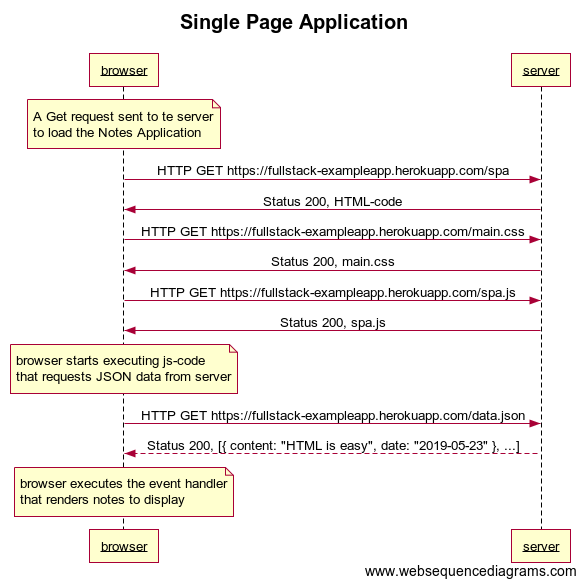 Single Page Application
browser
server
A Get request sent to te server
to load the Notes Application
HTTP GET https://fullstack-exampleapp.herokuapp.com/spa
Status 200, HTML-code
HTTP GET https://fullstack-exampleapp.herokuapp.com/main.css
Status 200, main.css
HTTP GET https://fullstack-exampleapp.herokuapp.com/spa.js
Status 200, spa.js
browser starts executing js-code
that requests JSON data from server
HTTP GET https://fullstack-exampleapp.herokuapp.com/data.json
Status 200, [{ content: "HTML is easy", date: "2019-05-23" }, ...]
browser executes the event handler
that renders notes to display
browser
server
www.websequencediagrams.com